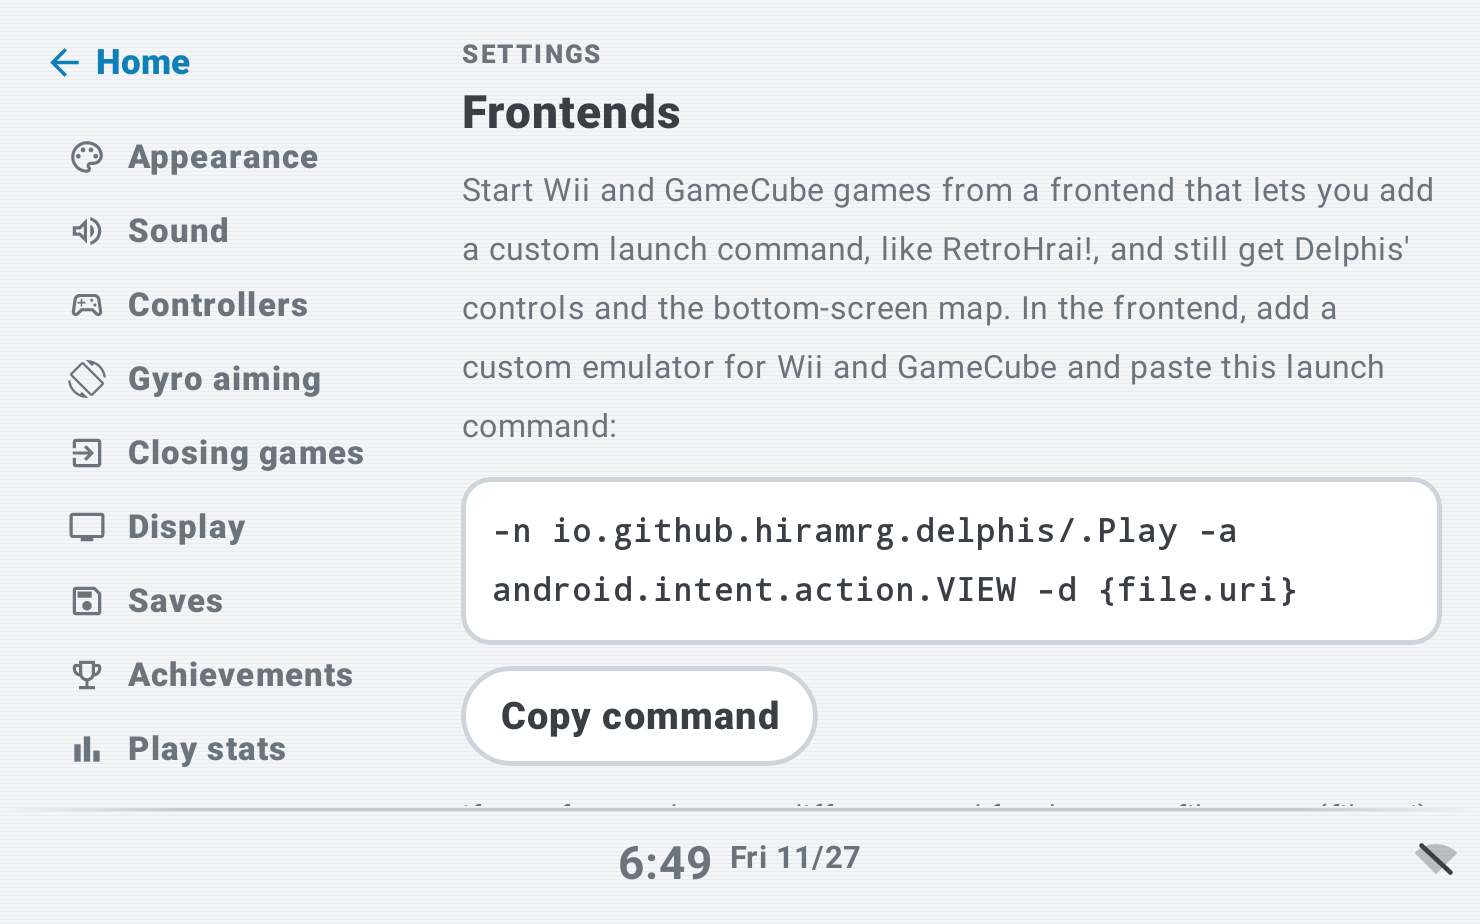 Home
Appearance
Sound
Controllers
Gyro aiming
Closing games
Display
Saves
Achievements
Play stats
SETTINGS
Frontends
Start Wii and GameCube games from a frontend that lets you add
a custom launch command, like RetroHrai!, and still get Delphis'
controls and the bottom-screen map. In the frontend, add a
custom emulator for Wii and GameCube and paste this launch
command:
-n io.github.hiramrg.delphis/.Play -a
android.intent.action.VIEW -d {file.uri}
Copy command
6:49 Fri 11/27